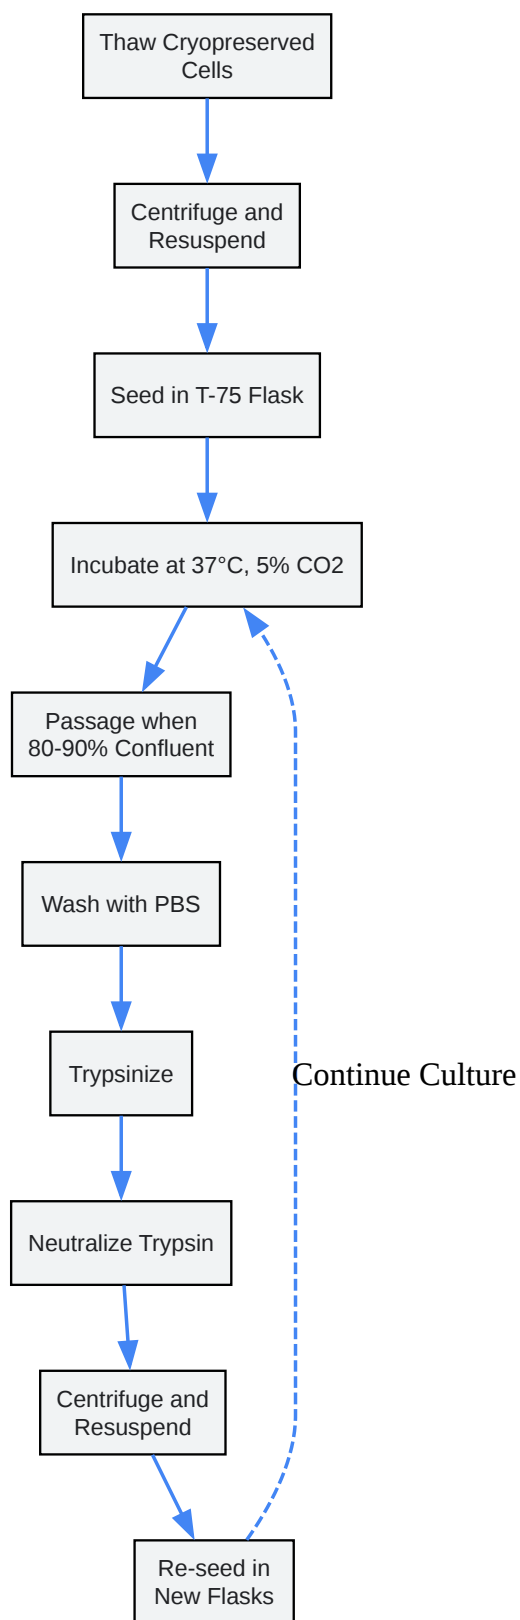 Thaw Cryopreserved
Cells
Centrifuge and
Resuspend
Seed in T-75 Flask
Incubate at 37°C, 5% CO2
Passage when
80-90% Confluent
Wash with PBS
Trypsinize
Continue Culture
Neutralize Trypsin
Centrifuge and
Resuspend
Re-seed in
New Flasks